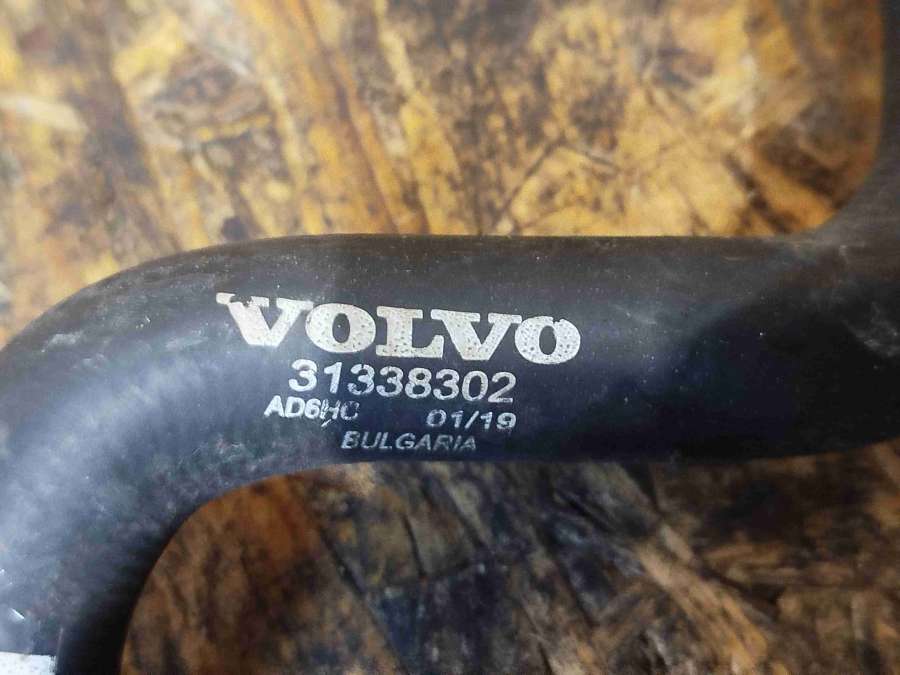 VOLVO
31338302
AD6HC 01/19
BULGARIA